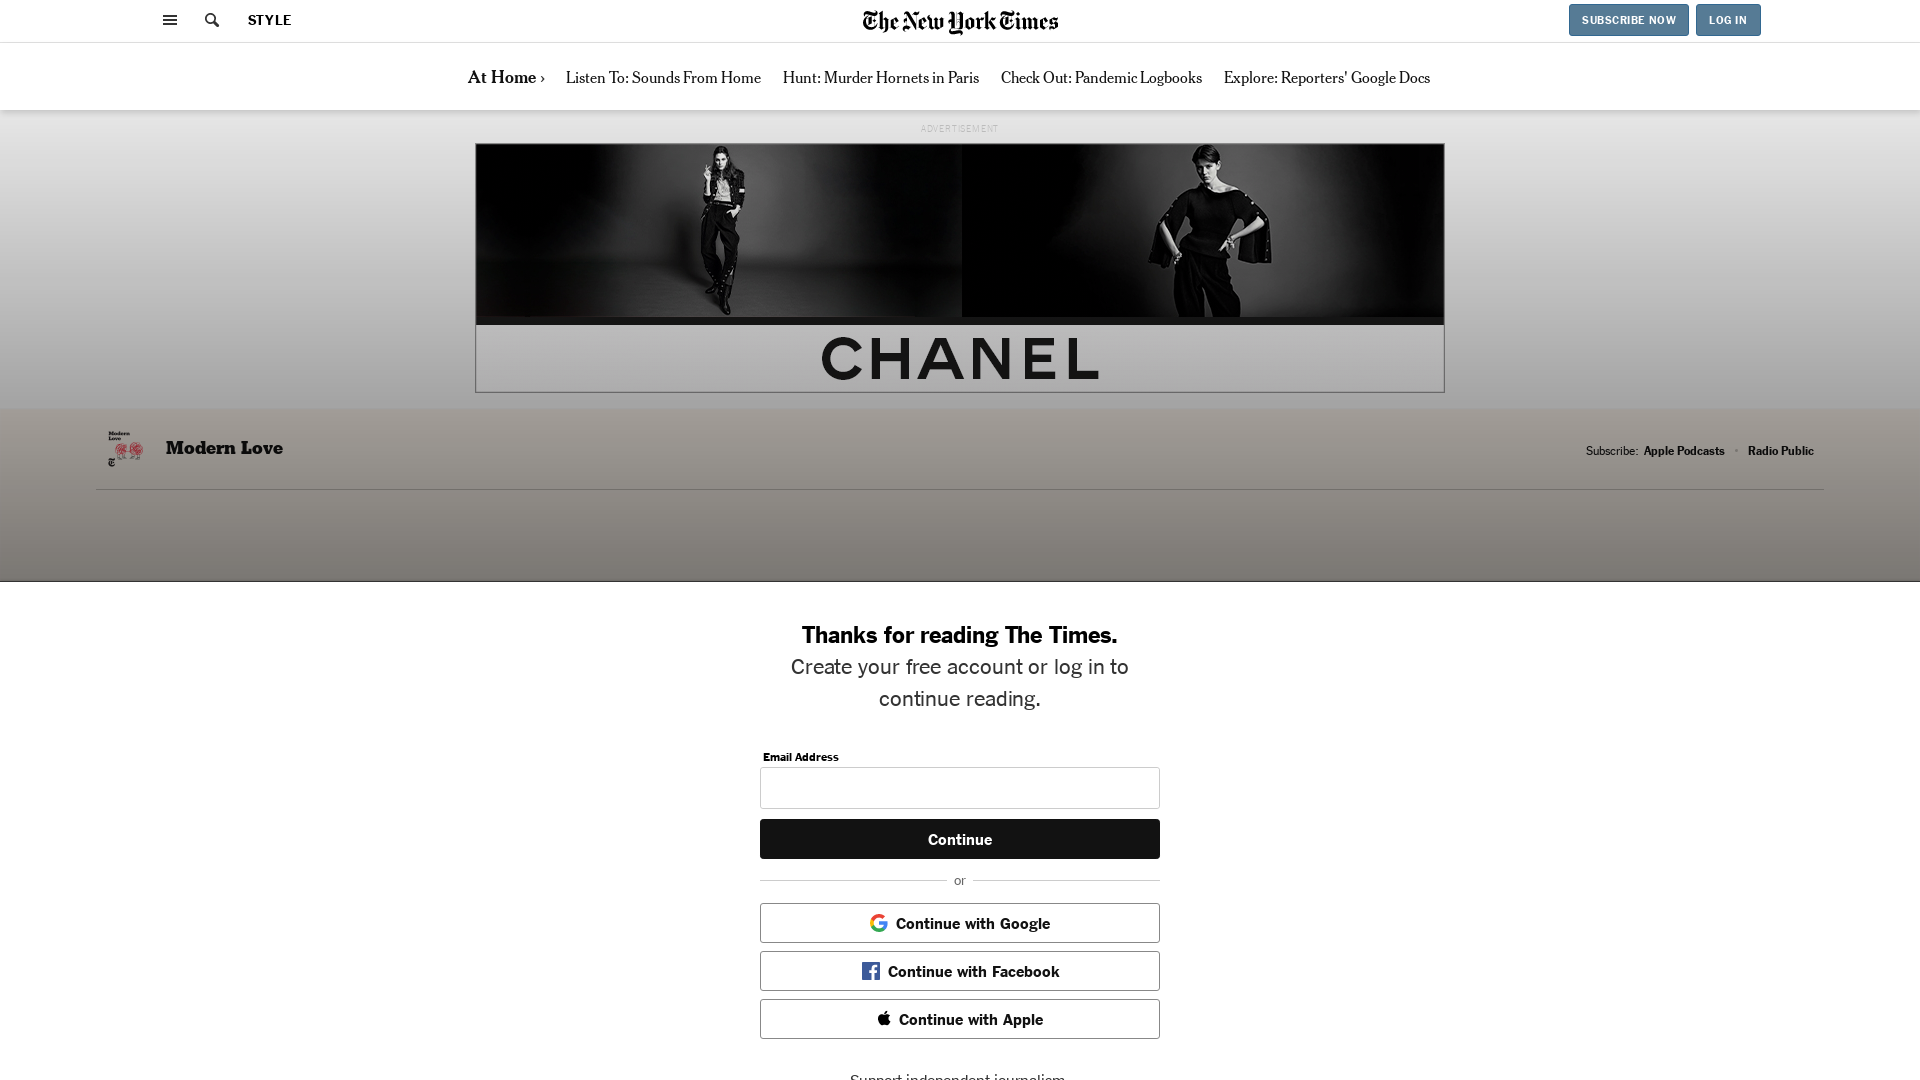 STYLE
The New York Times
SUBSCRIBE NOW
LOG IN
At Home ›
Listen To: Sounds From Home
Hunt: Murder Hornets in Paris
Check Out: Pandemic Logbooks
Explore: Reporters' Google Docs
ADVERTISEMENT
CHANEL
Modern
Love
Modern Love
Subscribe: Apple Podcasts • Radio Public
Thanks for reading The Times.
Create your free account or log in to
continue reading.
Email Address
Continue
or
Continue with Google
Continue with Facebook
Continue with Apple
Support independent journalism.